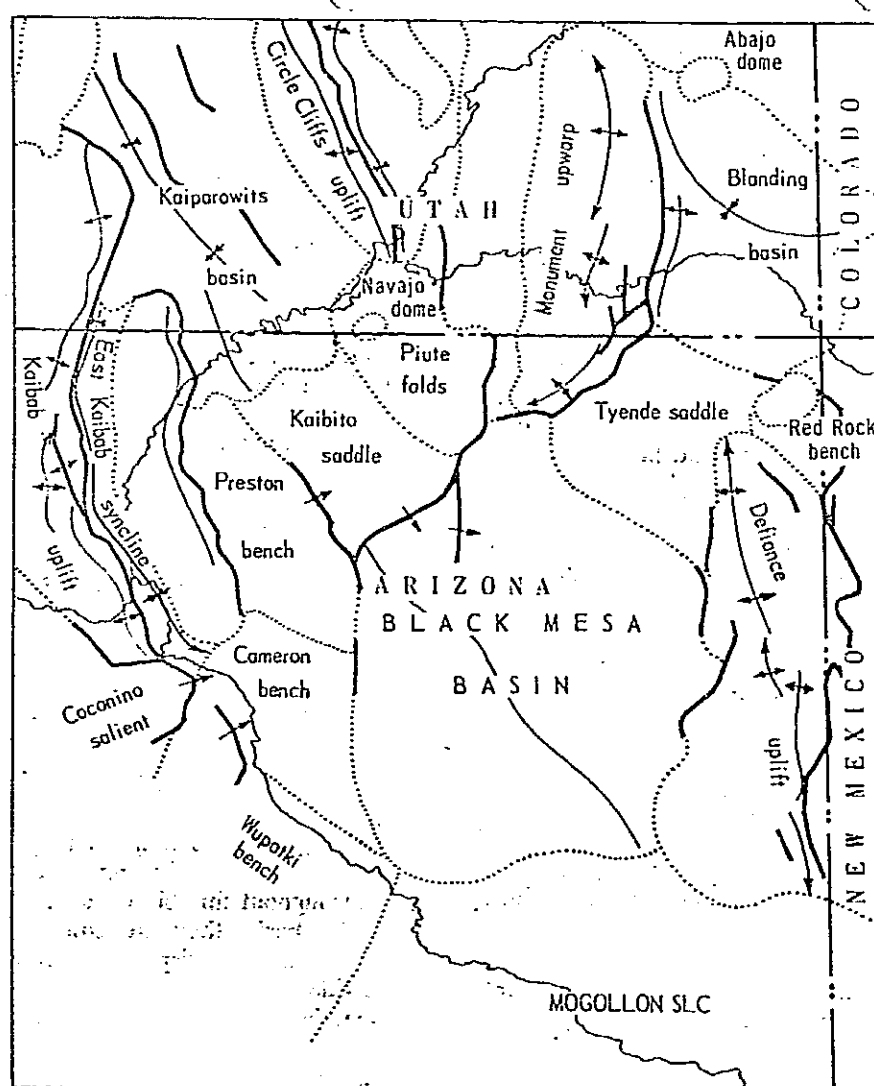 Abajo
dome
Circle Cliffs
uplift
COLORADO
upwarp
Monument
Blanding
basin
Kaiparowits
basin
UTAH
Navajo
dome
East Kaibab
syncline
Kaibab
uplift
Piute
folds
Kaibito
saddle
Tyende saddle
Red Rock
bench
Preston
bench
Defiance
uplift
ARIZONA
BLACK MESA
BASIN
Cameron
bench
Coconino
salient
NEW MEXICO
Wupatki
bench
MOGOLLON SLC